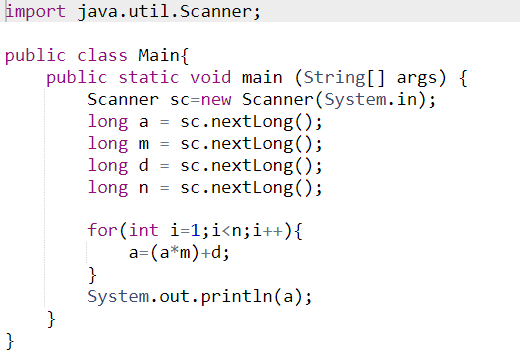 import java.util.Scanner;
public class Main{
public static void main (String[] args) {
Scanner sc=new Scanner(System.in);
long a = sc.nextLong();
long m = sc.nextLong();
long d = sc.nextLong();
long n = sc.nextLong();
for(int i=1;i<n;i++){
a=(a*m)+d;
}
System.out.println(a);
}
}